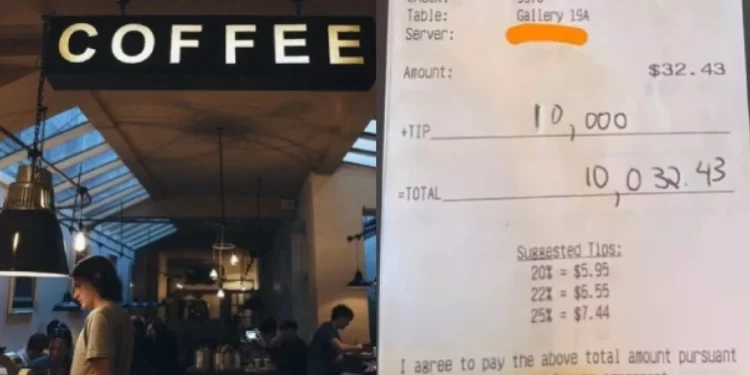 COFFEE
Table: Gallery 19A
Server:
Amount: $32.43
+TIP 10,000
=TOTAL 10,032.43
Suggested Tips:
20% = $5.95
22% = $6.55
25% = $7.44
I agree to pay the above total amount pursuant